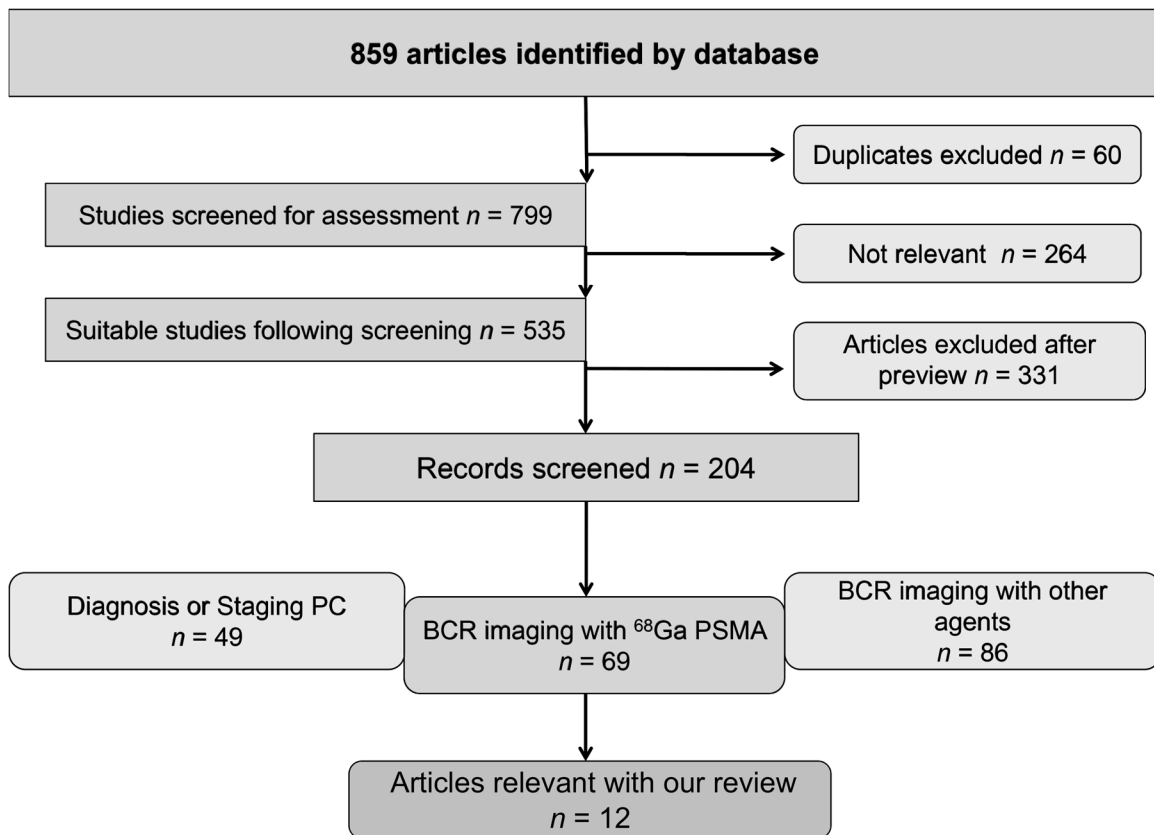 859 articles identified by database
Duplicates excluded n = 60
Studies screened for assessment n = 799
Not relevant n = 264
Suitable studies following screening n = 535
Articles excluded after
preview n = 331
Records screened n = 204
Diagnosis or Staging PC
n = 49
BCR imaging with ⁶⁸Ga PSMA
n = 69
BCR imaging with other
agents
n = 86
Articles relevant with our review
n = 12